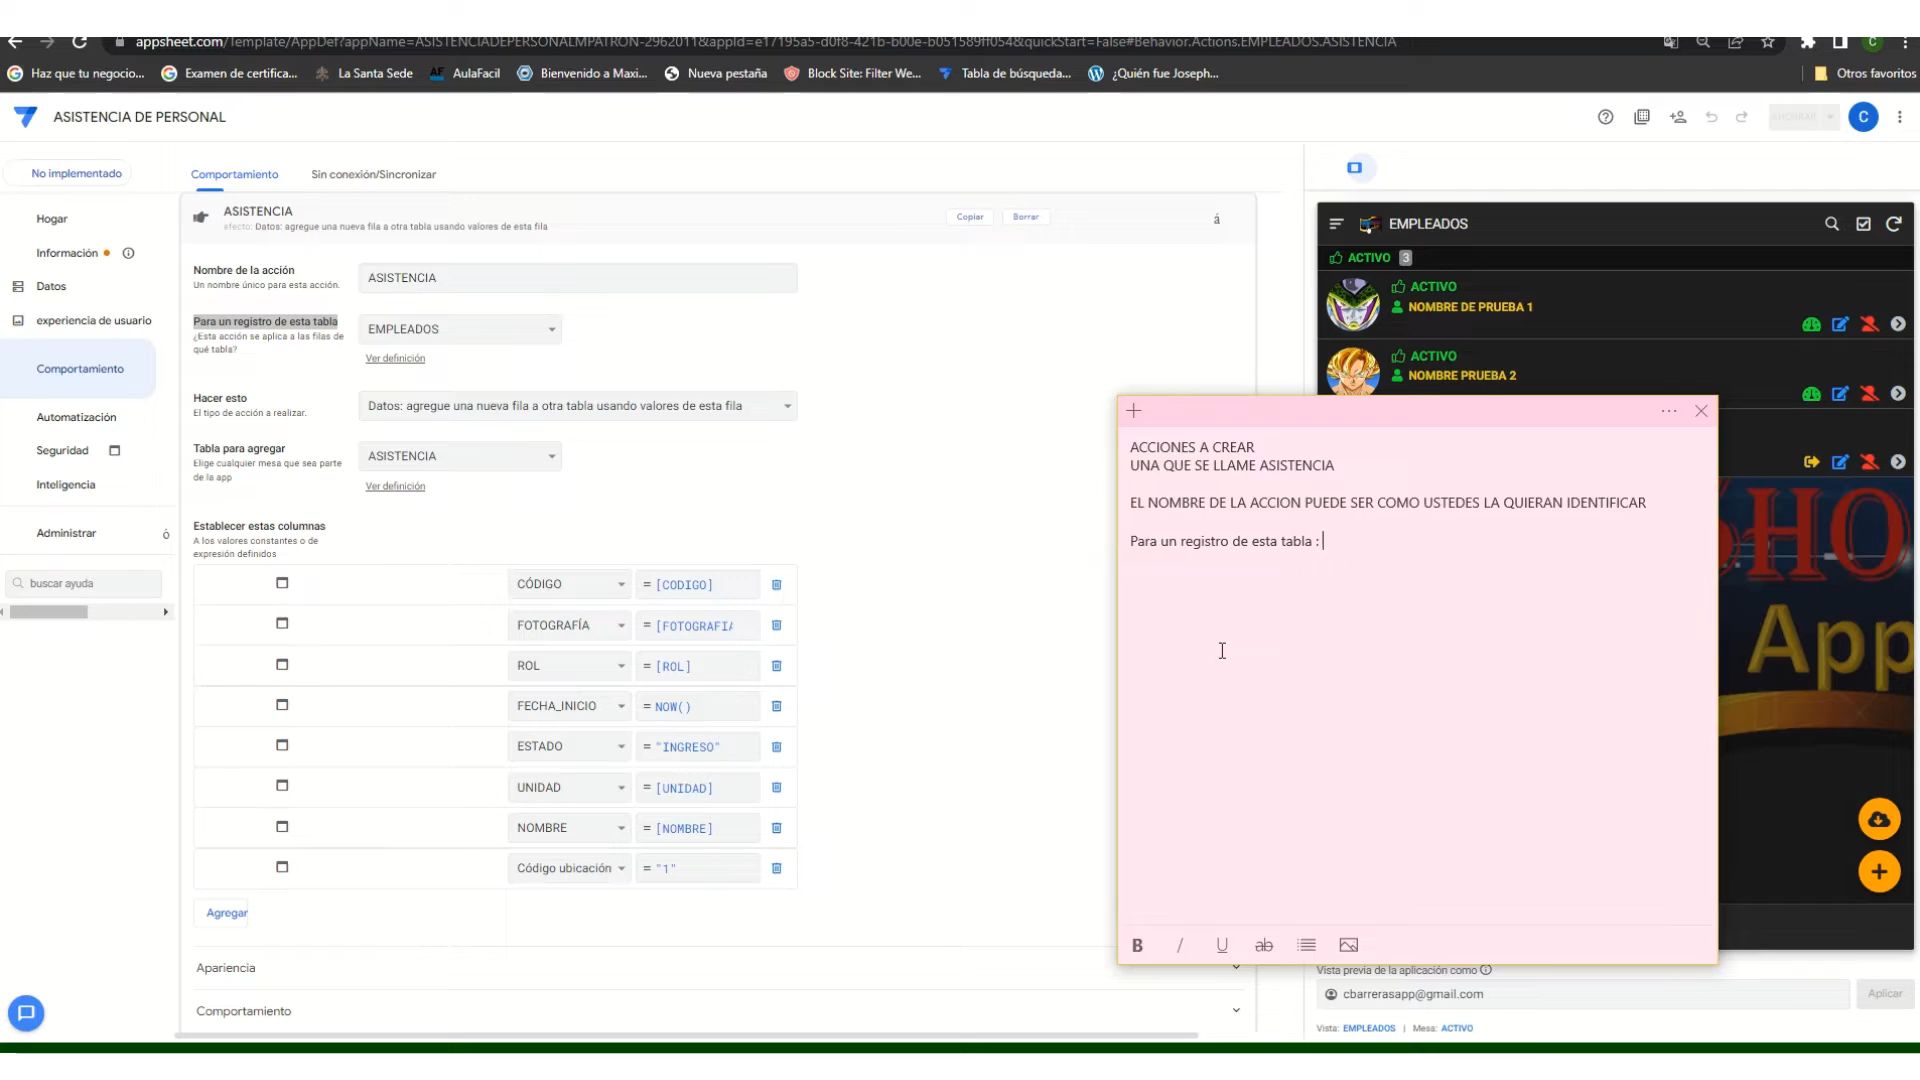 appsheet.com/Template/AppDef?appName=ASISTENCIADEPERSONALMPATRON-2962011&appId=e17195a5-d0f8-421b-b00e-b051589ff054&quickStart=False#Behavior.Actions.EMPLEADOS.ASISTENCIA
Haz que tu negocio... Examen de certifica... La Santa Sede AulaFacil Bienvenido a Maxi... Nueva pestaña Block Site: Filter We... Tabla de búsqueda... ¿Quién fue Joseph... Otros favoritos
ASISTENCIA DE PERSONAL
AHORRAR
C
No implementado
Hogar
Información
Datos
experiencia de usuario
Comportamiento
Automatización
Seguridad
Inteligencia
Administrar
ó
buscar ayuda
Comportamiento Sin conexión/Sincronizar
ASISTENCIA
efecto: Datos: agregue una nueva fila a otra tabla usando valores de esta fila
Copiar Borrar á
Nombre de la acción
Un nombre único para esta acción.
ASISTENCIA
Para un registro de esta tabla
¿Esta acción se aplica a las filas de
qué tabla?
EMPLEADOS
Ver definición
Hacer esto
El tipo de acción a realizar.
Datos: agregue una nueva fila a otra tabla usando valores de esta fila
Tabla para agregar
Elige cualquier mesa que sea parte
de la app
ASISTENCIA
Ver definición
Establecer estas columnas
A los valores constantes o de
expresión definidos
CÓDIGO = [CODIGO]
FOTOGRAFÍA = [FOTOGRAFIA
ROL = [ROL]
FECHA_INICIO = NOW()
ESTADO = "INGRESO"
UNIDAD = [UNIDAD]
NOMBRE = [NOMBRE]
Código ubicación = "1"
Agregar
Apariencia
Comportamiento
EMPLEADOS
ACTIVO 3
ACTIVO
NOMBRE DE PRUEBA 1
ACTIVO
NOMBRE PRUEBA 2
HO
App
ACCIONES A CREAR
UNA QUE SE LLAME ASISTENCIA
EL NOMBRE DE LA ACCION PUEDE SER COMO USTEDES LA QUIERAN IDENTIFICAR
Para un registro de esta tabla :
B / U ab
Vista previa de la aplicación como
cbarrerasapp@gmail.com
Aplicar
Vista: EMPLEADOS | Mesa: ACTIVO